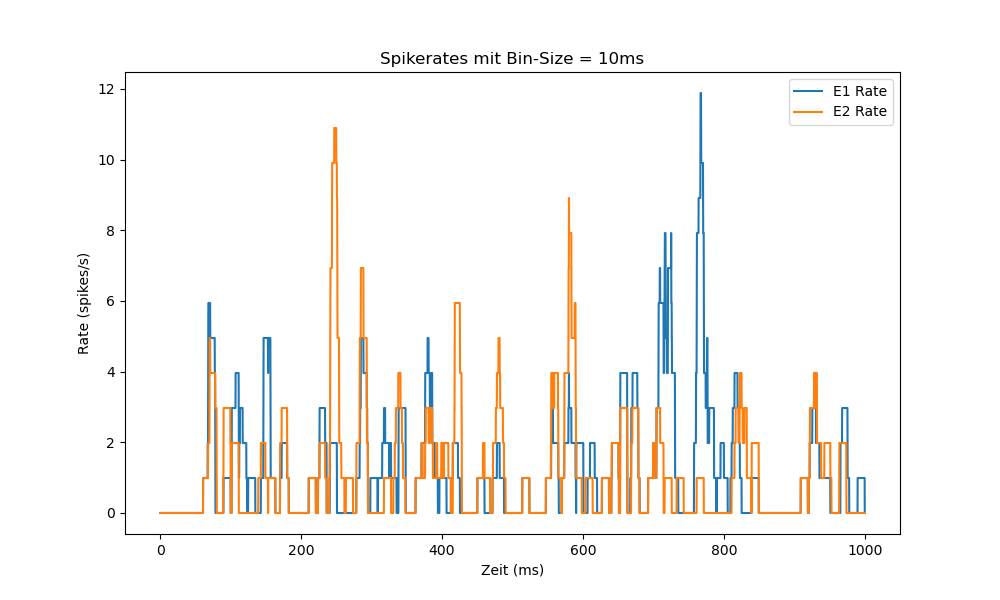 Spikerates mit Bin-Size = 10ms
E1 Rate
E2 Rate
12
10
8
6
4
2
0
Rate (spikes/s)
0 200 400 600 800 1000
Zeit (ms)